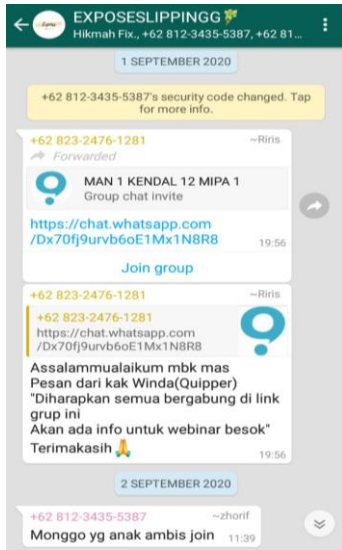 EXPOSESLIPPINGG
Hikmah Fix., +62 812-3435-5387, +62 81...
1 SEPTEMBER 2020
+62 812-3435-5387's security code changed. Tap
for more info.
+62 823-2476-1281 ~Riris
Forwarded
MAN 1 KENDAL 12 MIPA 1
Group chat invite
https://chat.whatsapp.com
/Dx70fj9urvb6oE1Mx1N8R8
19:56
Join group
+62 823-2476-1281 ~Riris
+62 823-2476-1281
https://chat.whatsapp.com
/Dx70fj9urvb6oE1Mx1N8R8
Assalammualaikum mbk mas
Pesan dari kak Winda(Quipper)
"Diharapkan semua bergabung di link
grup ini
Akan ada info untuk webinar besok"
Terimakasih🙏
19:56
2 SEPTEMBER 2020
+62 812-3435-5387 ~zhorif
Monggo yg anak ambis join 11:39